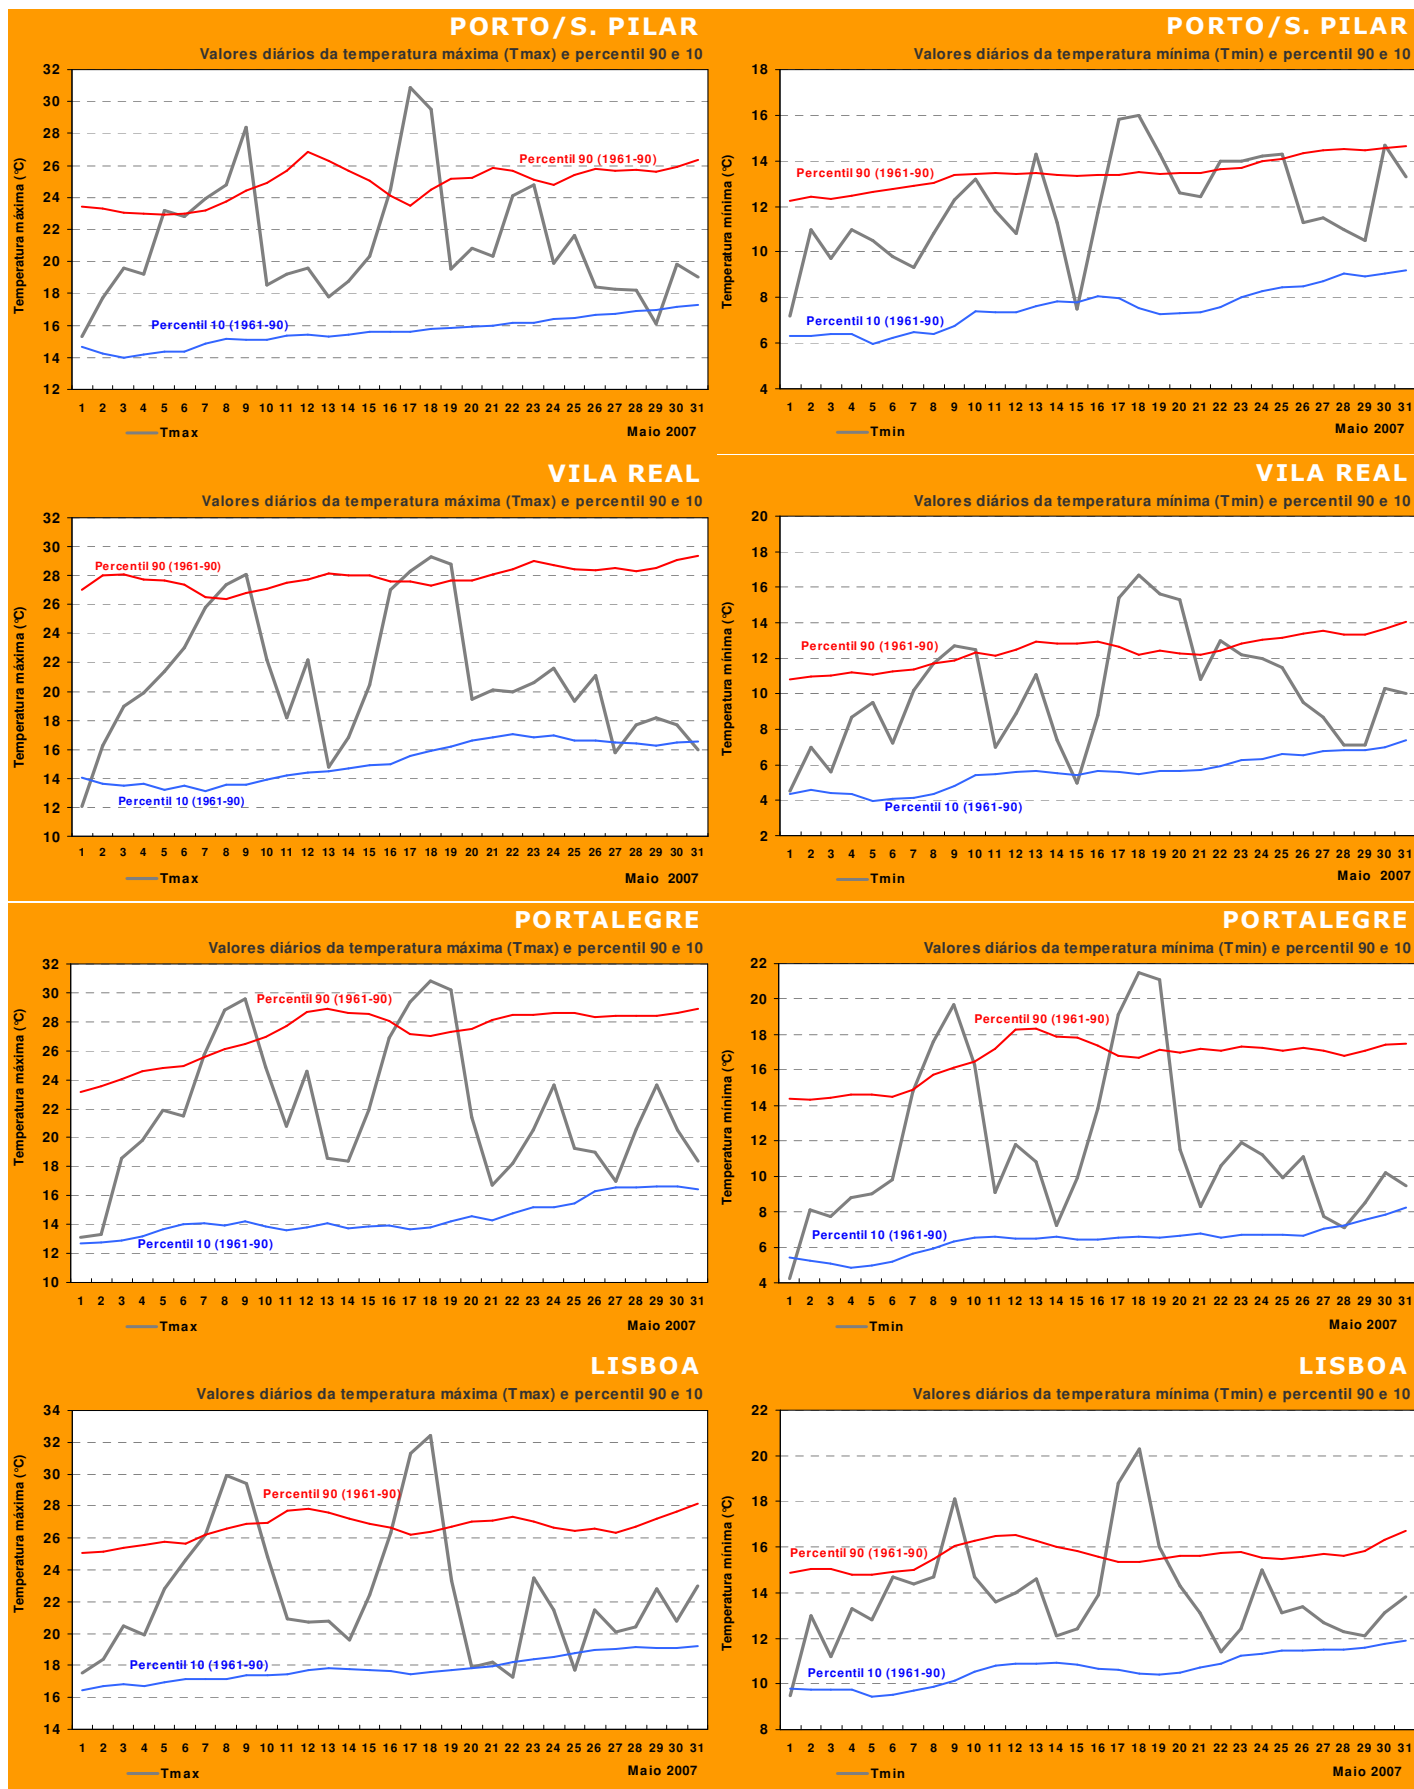 PORTO/S. PILAR
Valores diários da temperatura máxima (Tmax) e percentil 90 e 10
Temperatura máxima (°C)
32
30
28
26
24
22
20
18
16
14
12
Percentil 90 (1961-90)
Percentil 10 (1961-90)
1 2 3 4 5 6 7 8 9 10 11 12 13 14 15 16 17 18 19 20 21 22 23 24 25 26 27 28 29 30 31
Tmax
Maio 2007
PORTO/S. PILAR
Valores diários da temperatura mínima (Tmin) e percentil 90 e 10
Temperatura mínima (°C)
18
16
14
12
10
8
6
4
Percentil 90 (1961-90)
Percentil 10 (1961-90)
1 2 3 4 5 6 7 8 9 10 11 12 13 14 15 16 17 18 19 20 21 22 23 24 25 26 27 28 29 30 31
Tmin
Maio 2007
VILA REAL
Valores diários da temperatura máxima (Tmax) e percentil 90 e 10
Temperatura máxima (°C)
32
30
28
26
24
22
20
18
16
14
12
10
Percentil 90 (1961-90)
Percentil 10 (1961-90)
1 2 3 4 5 6 7 8 9 10 11 12 13 14 15 16 17 18 19 20 21 22 23 24 25 26 27 28 29 30 31
Tmax
Maio 2007
VILA REAL
Valores diários da temperatura mínima (Tmin) e percentil 90 e 10
Temperatura mínima (°C)
20
18
16
14
12
10
8
6
4
2
Percentil 90 (1961-90)
Percentil 10 (1961-90)
1 2 3 4 5 6 7 8 9 10 11 12 13 14 15 16 17 18 19 20 21 22 23 24 25 26 27 28 29 30 31
Tmin
Maio 2007
PORTALEGRE
Valores diários da temperatura máxima (Tmax) e percentil 90 e 10
Temperatura máxima (°C)
32
30
28
26
24
22
20
18
16
14
12
10
Percentil 90 (1961-90)
Percentil 10 (1961-90)
1 2 3 4 5 6 7 8 9 10 11 12 13 14 15 16 17 18 19 20 21 22 23 24 25 26 27 28 29 30 31
Tmax
Maio 2007
PORTALEGRE
Valores diários da temperatura mínima (Tmin) e percentil 90 e 10
Temperatura mínima (°C)
22
20
18
16
14
12
10
8
6
4
Percentil 90 (1961-90)
Percentil 10 (1961-90)
1 2 3 4 5 6 7 8 9 10 11 12 13 14 15 16 17 18 19 20 21 22 23 24 25 26 27 28 29 30 31
Tmin
Maio 2007
LISBOA
Valores diários da temperatura máxima (Tmax) e percentil 90 e 10
Temperatura máxima (°C)
34
32
30
28
26
24
22
20
18
16
14
Percentil 90 (1961-90)
Percentil 10 (1961-90)
1 2 3 4 5 6 7 8 9 10 11 12 13 14 15 16 17 18 19 20 21 22 23 24 25 26 27 28 29 30 31
Tmax
Maio 2007
LISBOA
Valores diários da temperatura mínima (Tmin) e percentil 90 e 10
Temperatura mínima (°C)
22
20
18
16
14
12
10
8
Percentil 90 (1961-90)
Percentil 10 (1961-90)
1 2 3 4 5 6 7 8 9 10 11 12 13 14 15 16 17 18 19 20 21 22 23 24 25 26 27 28 29 30 31
Tmin
Maio 2007